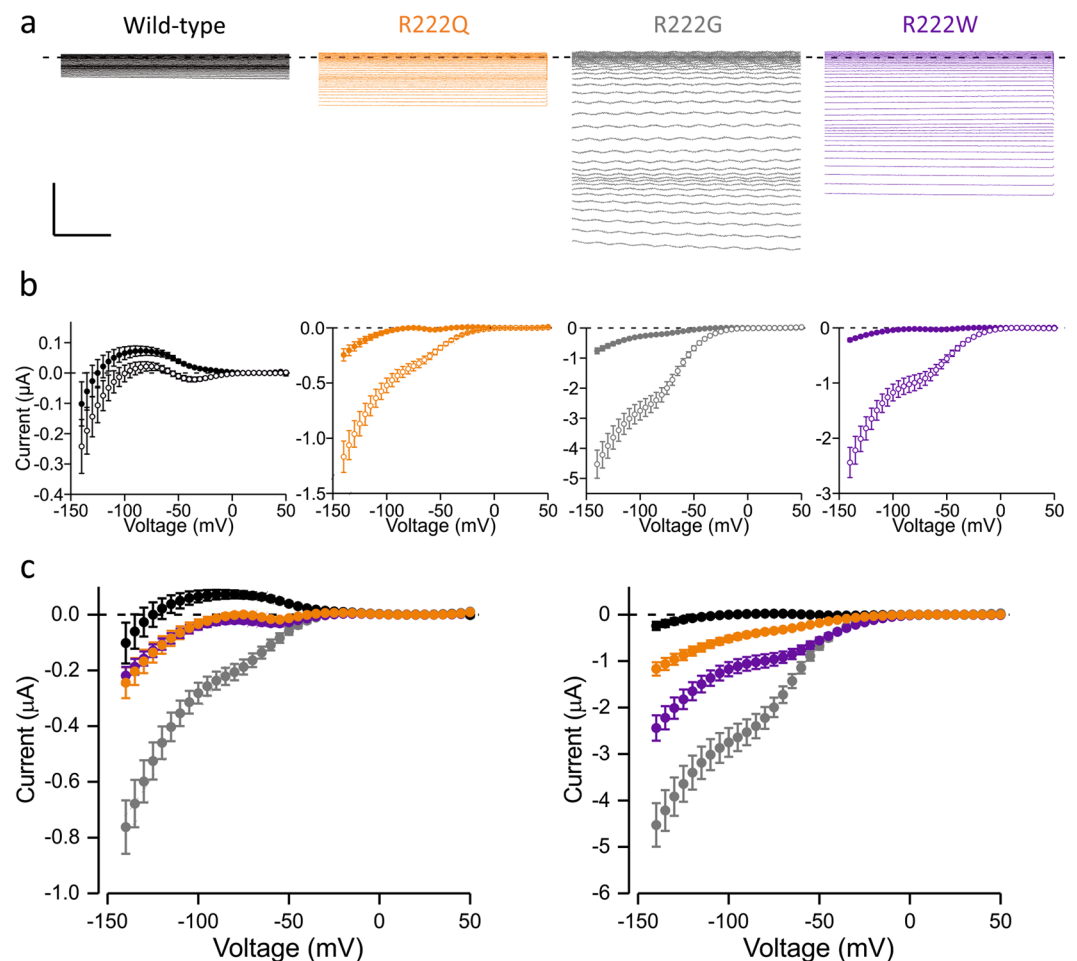 a
Wild-type R222Q R222G R222W
b
Current (µA)
0.1
0.0
-0.1
-0.2
-0.3
-0.4
-150 -100 -50 0 50
Voltage (mV)
0.0
-0.5
-1.0
-1.5
-150 -100 -50 0 50
Voltage (mV)
0
-1
-2
-3
-4
-5
-150 -100 -50 0 50
Voltage (mV)
0
-1
-2
-3
-150 -100 -50 0 50
Voltage (mV)
c
Current (µA)
0.0
-0.2
-0.4
-0.6
-0.8
-1.0
-150 -100 -50 0 50
Voltage (mV)
Current (µA)
0
-1
-2
-3
-4
-5
-6
-150 -100 -50 0 50
Voltage (mV)